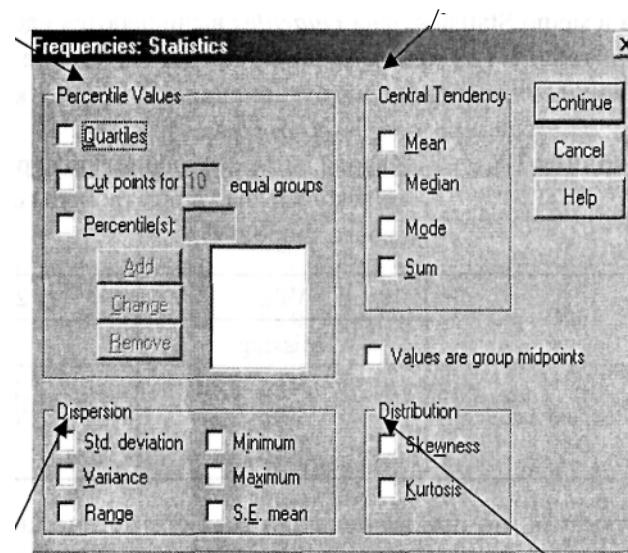 Frequencies: Statistics
Percentile Values
Quartiles
Cut points for 10 equal groups
Percentile(s):
Add
Change
Remove
Central Tendency
Mean
Median
Mode
Sum
Continue
Cancel
Help
Values are group midpoints
Dispersion
Std. deviation
Minimum
Variance
Maximum
Range
S.E. mean
Distribution
Skewness
Kurtosis